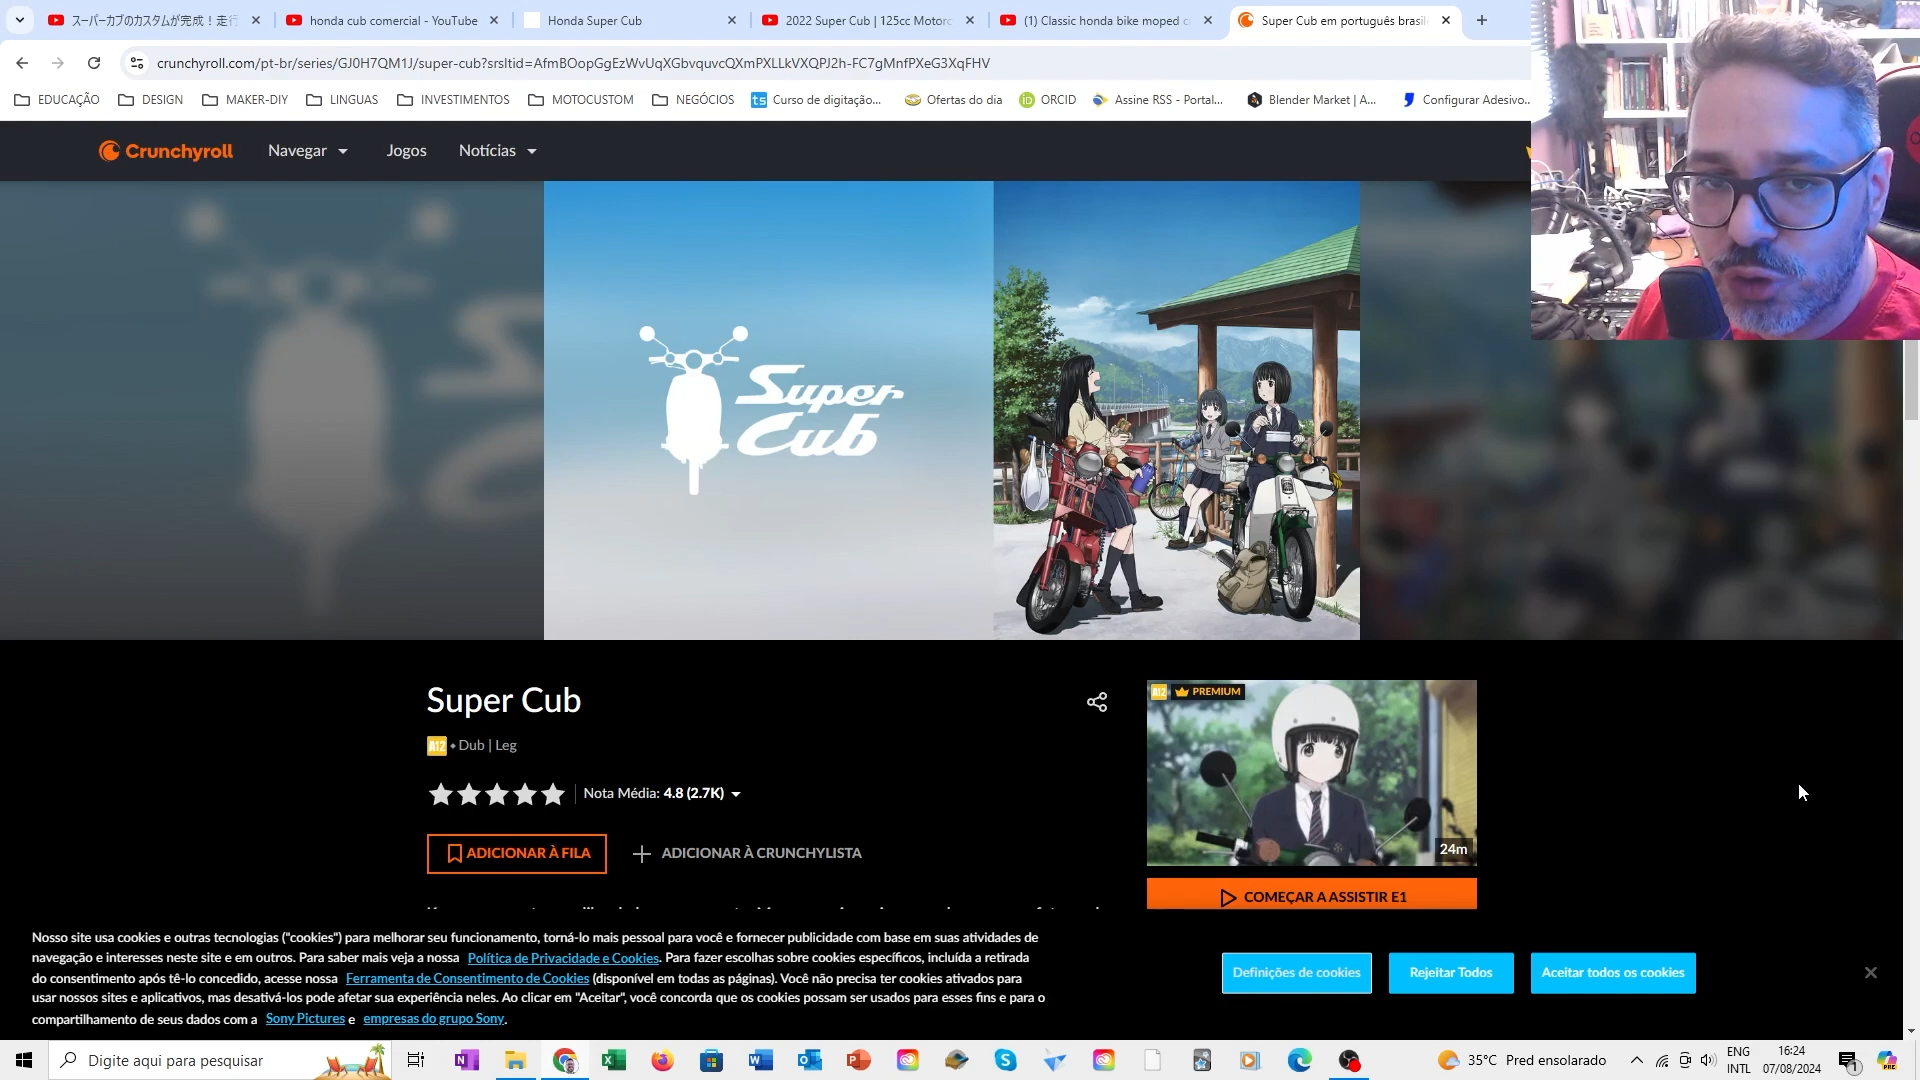 スーパーカブのカスタムが完成！走行
honda cub comercial - YouTube
Honda Super Cub
2022 Super Cub | 125cc Motorc
(1) Classic honda bike moped c
Super Cub em português brasil
crunchyroll.com/pt-br/series/GJ0H7QM1J/super-cub?srsltid=AfmBOopGgEzWvUqXGbvquvcQXmPXLLkVXQPJ2h-FC7gMnfPXeG3XqFHV
EDUCAÇÃO
DESIGN
MAKER-DIY
LINGUAS
INVESTIMENTOS
MOTOCUSTOM
NEGÓCIOS
ts Curso de digitação...
Ofertas do dia
iD ORCID
Assine RSS - Portal...
Blender Market | A...
Configurar Adesivo...
Crunchyroll
Navegar
Jogos
Notícias
Super
Cub
Super Cub
A12 • Dub | Leg
Nota Média: 4.8 (2.7K)
ADICIONAR À FILA
ADICIONAR À CRUNCHYLISTA
A12 PREMIUM
24m
COMEÇAR A ASSISTIR E1
Nosso site usa cookies e outras tecnologias ("cookies") para melhorar seu funcionamento, torná-lo mais pessoal para você e fornecer publicidade com base em suas atividades de
navegação e interesses neste site e em outros. Para saber mais veja a nossa Política de Privacidade e Cookies. Para fazer escolhas sobre cookies específicos, incluída a retirada
do consentimento após tê-lo concedido, acesse nossa Ferramenta de Consentimento de Cookies (disponível em todas as páginas). Você não precisa ter cookies ativados para
usar nossos sites e aplicativos, mas desativá-los pode afetar sua experiência neles. Ao clicar em "Aceitar", você concorda que os cookies possam ser usados para esses fins e para o
compartilhamento de seus dados com a Sony Pictures e empresas do grupo Sony.
Definições de cookies
Rejeitar Todos
Aceitar todos os cookies
Digite aqui para pesquisar
35°C Pred ensolarado
ENG
INTL
16:24
07/08/2024
1